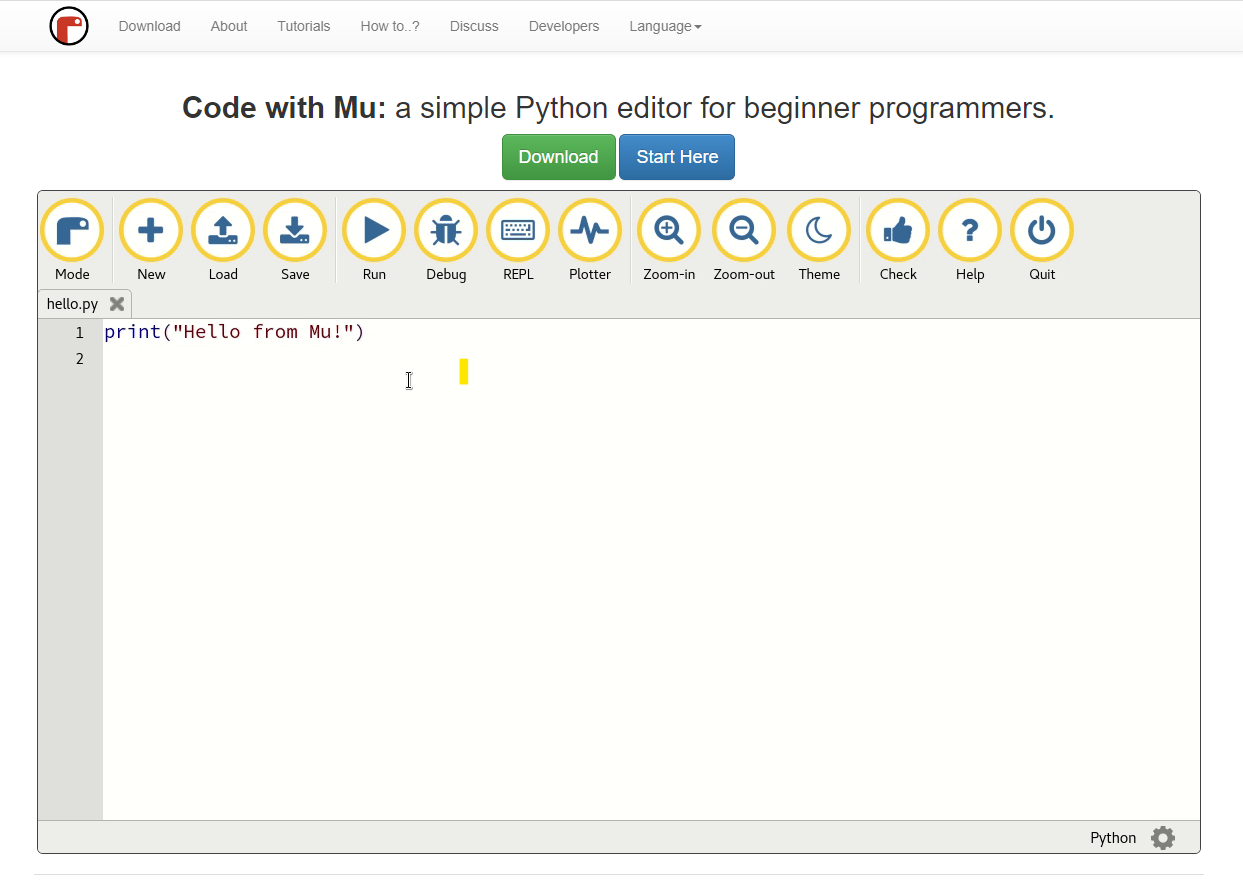 Download About Tutorials How to..? Discuss Developers Language
Code with Mu: a simple Python editor for beginner programmers.
Download Start Here
Mode New Load Save Run Debug REPL Plotter Zoom-in Zoom-out Theme Check Help Quit
hello.py
1 print("Hello from Mu!")
2
Python